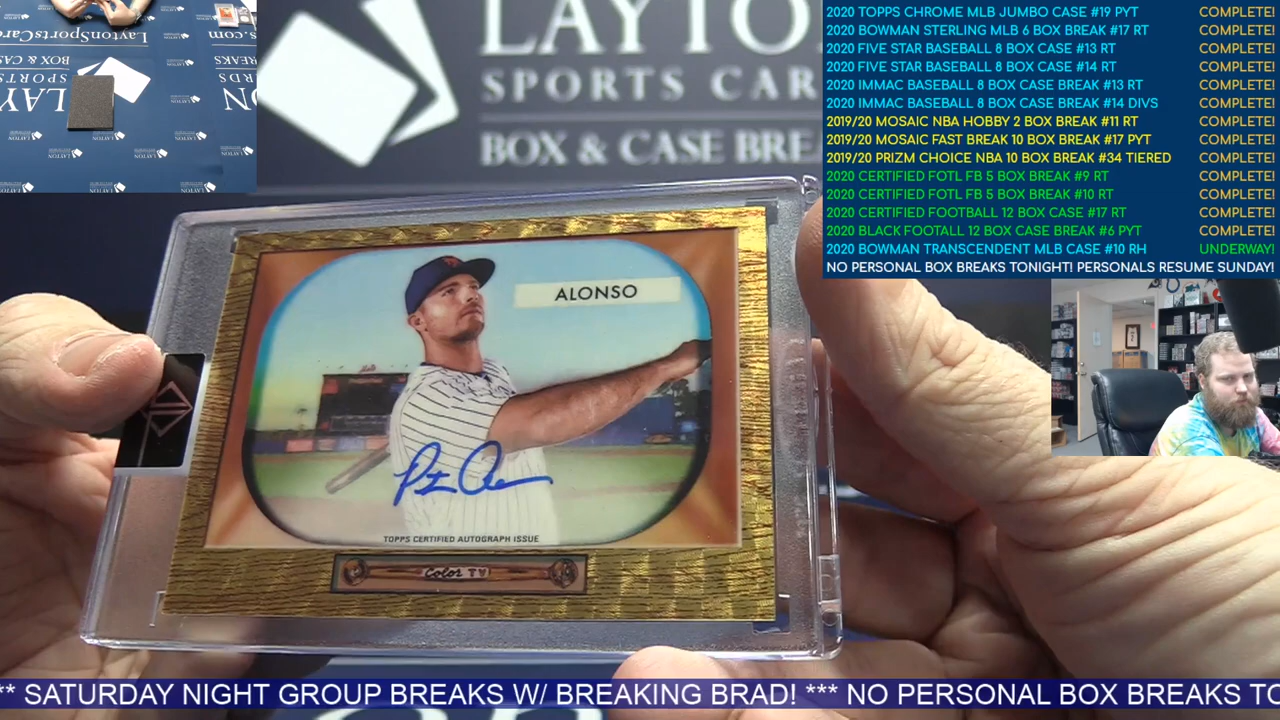 LaytonSportsCar
LAY
N
LAYTO
SPORTS CAR
BOX & CASE BRE
2020 TOPPS CHROME MLB JUMBO CASE #19 PYT COMPLETE!
2020 BOWMAN STERLING MLB 6 BOX BREAK #17 RT COMPLETE!
2020 FIVE STAR BASEBALL 8 BOX CASE #13 RT COMPLETE!
2020 FIVE STAR BASEBALL 8 BOX CASE #14 RT COMPLETE!
2020 IMMAC BASEBALL 8 BOX CASE BREAK #13 RT COMPLETE!
2020 IMMAC BASEBALL 8 BOX CASE BREAK #14 DIVS COMPLETE!
2019/20 MOSAIC NBA HOBBY 2 BOX BREAK #11 RT COMPLETE!
2019/20 MOSAIC FAST BREAK 10 BOX BREAK #17 PYT COMPLETE!
2019/20 PRIZM CHOICE NBA 10 BOX BREAK #34 TIERED COMPLETE!
2020 CERTIFIED FOTL FB 5 BOX BREAK #9 RT COMPLETE!
2020 CERTIFIED FOTL FB 5 BOX BREAK #10 RT COMPLETE!
2020 CERTIFIED FOOTBALL 12 BOX CASE #17 RT COMPLETE!
2020 BLACK FOOTALL 12 BOX CASE BREAK #6 PYT COMPLETE!
2020 BOWMAN TRANSCENDENT MLB CASE #10 RH UNDERWAY!
NO PERSONAL BOX BREAKS TONIGHT! PERSONALS RESUME SUNDAY!
ALONSO
TOPPS CERTIFIED AUTOGRAPH ISSUE
Color TV
** SATURDAY NIGHT GROUP BREAKS W/ BREAKING BRAD! *** NO PERSONAL BOX BREAKS TO